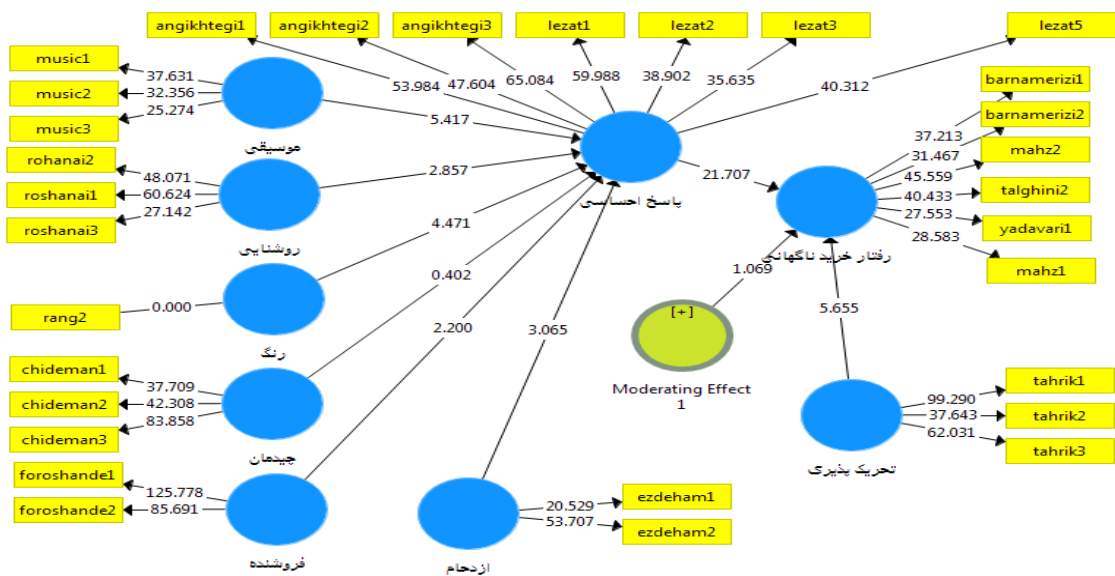 angikhtegi1
angikhtegi2
angikhtegi3
lezat1
lezat2
lezat3
lezat5
music1
music2
music3
37.631
32.356
25.274
موسیقی
53.984
47.604
65.084
59.988
38.902
35.635
40.312
5.417
پاسخ احساسی
barnamerizi1
barnamerizi2
mahz2
talghini2
yadavari1
mahz1
37.213
31.467
45.559
40.433
27.553
28.583
رفتار خرید ناگهانی
21.707
rohanai2
roshanai1
roshanai3
48.071
60.624
27.142
روشنایی
2.857
rang2
0.000
رنگ
4.471
chideman1
chideman2
chideman3
37.709
42.308
83.858
چیدمان
0.402
foroshande1
foroshande2
125.778
85.691
فروشنده
2.200
ezdeham1
ezdeham2
20.529
53.707
ازدحام
3.065
[+]
Moderating Effect
1
1.069
5.655
tahrik1
tahrik2
tahrik3
99.290
37.643
62.031
تحریک پذیری